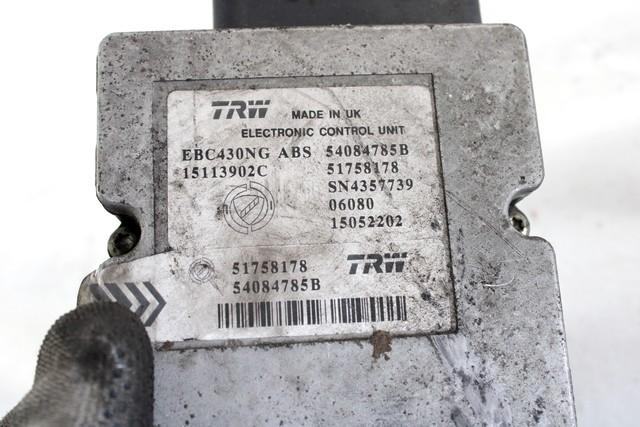 TRW MADE IN UK
ELECTRONIC CONTROL UNIT
EBC430NG ABS 54084785B
15113902C 51758178
SN4357739
06080
15052202
51758178 TRW
54084785B